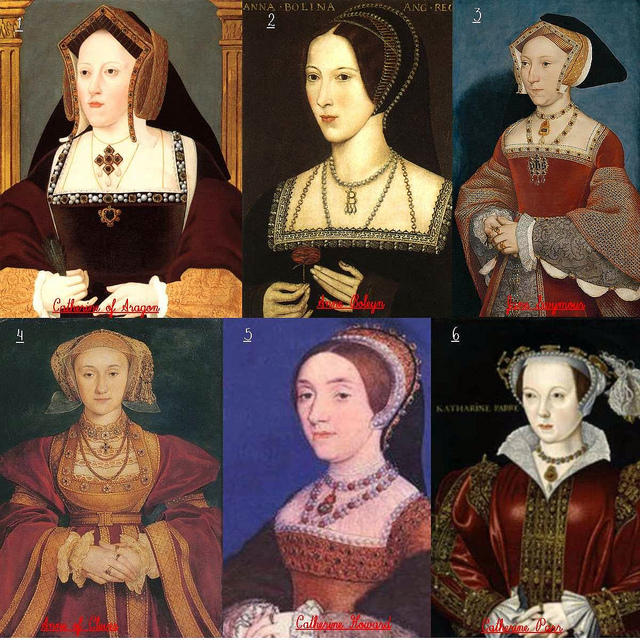 1
ANNA · BOLINA ANG · REG
2
3
Catherine of Aragon
Anne Boleyn
Jane Seymour
4
5
6
KATHARINE PARRE
Anne of Cleves
Catherine Howard
Catherine Parr